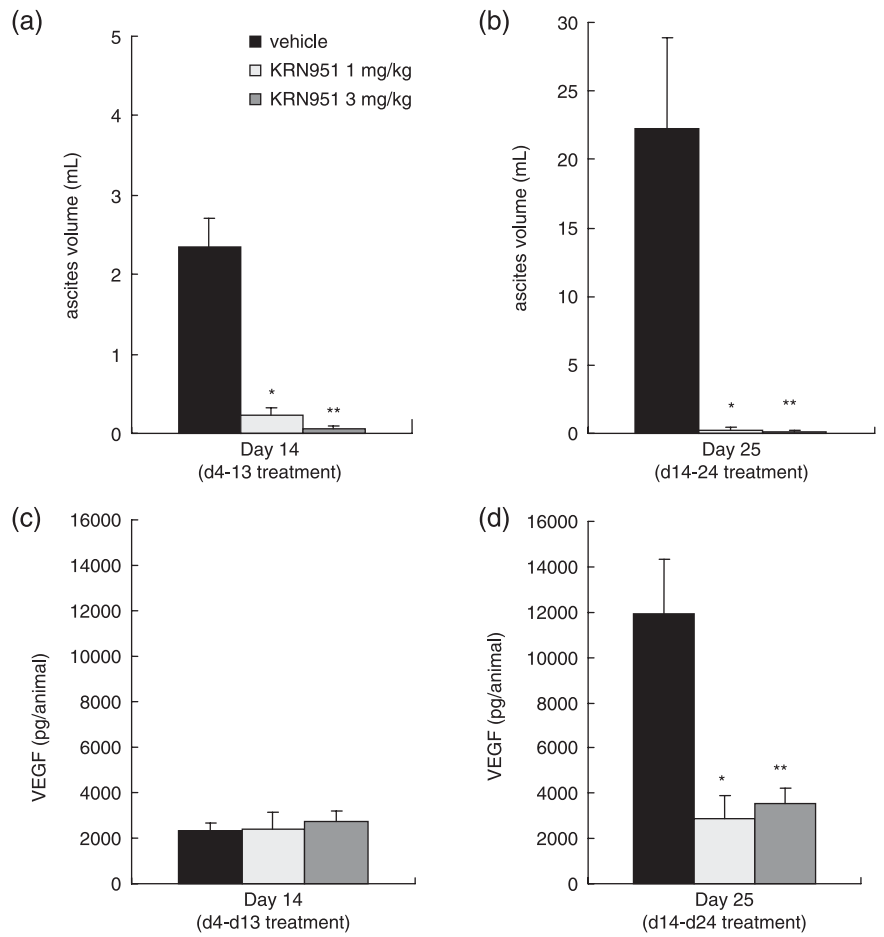 (a)
5
4
3
2
1
0
ascites volume (mL)
vehicle
KRN951 1 mg/kg
KRN951 3 mg/kg
*
**
Day 14
(d4-13 treatment)
(b)
30
25
20
15
10
5
0
ascites volume (mL)
*
**
Day 25
(d14-24 treatment)
(c)
16000
14000
12000
10000
8000
6000
4000
2000
0
VEGF (pg/animal)
Day 14
(d4-d13 treatment)
(d)
16000
14000
12000
10000
8000
6000
4000
2000
0
VEGF (pg/animal)
*
**
Day 25
(d14-d24 treatment)